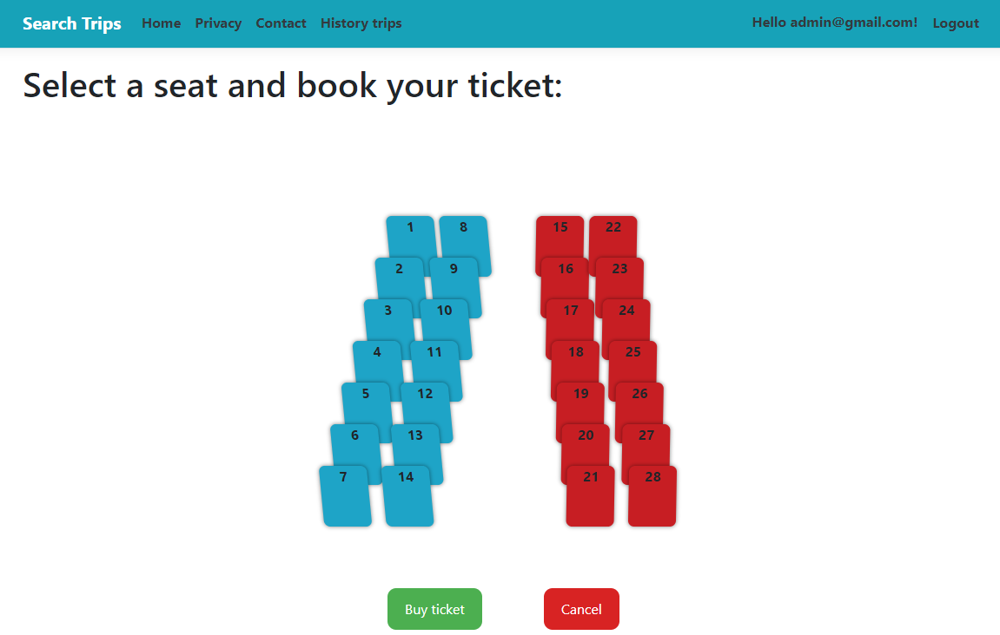 Search Trips Home Privacy Contact History trips Hello admin@gmail.com! Logout
Select a seat and book your ticket:
1 8 15 22
2 9 16 23
3 10 17 24
4 11 18 25
5 12 19 26
6 13 20 27
7 14 21 28
Buy ticket Cancel